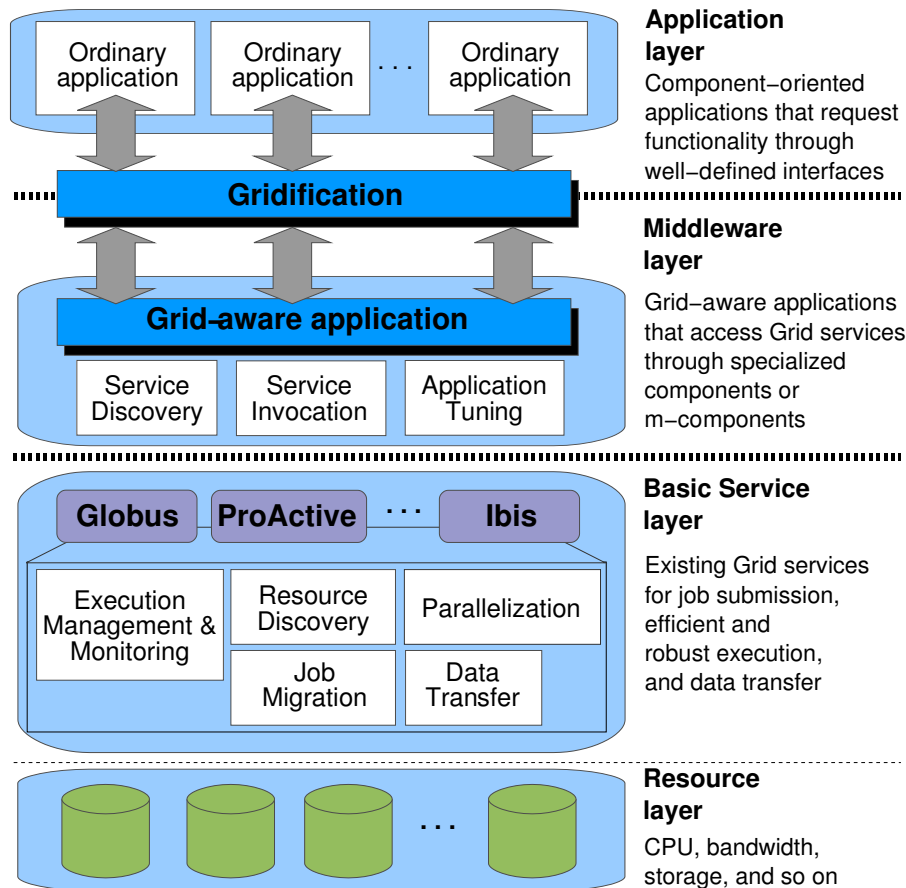 Ordinary
application
Ordinary
application
. . .
Ordinary
application
Application
layer
Component−oriented
applications that request
functionality through
well−defined interfaces
Gridification
Middleware
layer
Grid−aware applications
that access Grid services
through specialized
components or
m−components
Grid−aware application
Service
Discovery
Service
Invocation
Application
Tuning
Basic Service
layer
Existing Grid services
for job submission,
efficient and
robust execution,
and data transfer
Globus
ProActive
. . .
Ibis
Execution
Management &
Monitoring
Resource
Discovery
Parallelization
Job
Migration
Data
Transfer
Resource
layer
CPU, bandwidth,
storage, and so on
. . .